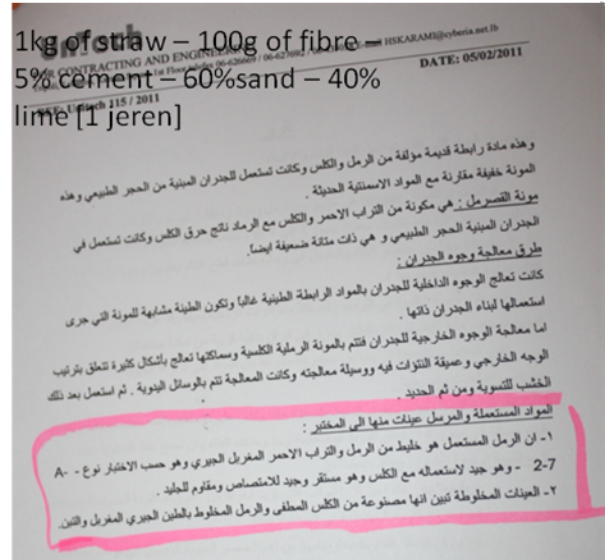 1kg of straw – 100g of fibre –
5% cement – 60%sand – 40%
lime [1 jeren]
CONTRACTING AND ENGINEERING
HSKARAMI@cyberia.net.lb
DATE: 05/02/2011
115 / 2011
وهذه مادة رابطة قديمة مؤلفة من الرمل والكلس وكانت تستعمل للجدران المبنية من الحجر الطبيعي وهذه
المونة خفيفة مقارنة مع المواد الاسمنتية الحديثة .
مونة القصرمل : هي مكونة من التراب الاحمر والكلس مع الرماد ناتج حرق الكلس وكانت تستعمل في
الجدران المبنية الحجر الطبيعي و هي ذات متانة ضعيفة ايضاً.
طرق معالجة وجوه الجدران :
كانت تعالج الوجوه الداخلية للجدران بالمواد الرابطة الطينية غالباً وتكون الطينة مشابهة للمونة التي جرى
استعمالها لبناء الجدران ذاتها .
اما معالجة الوجوه الخارجية للجدران فتتم بالمونة الرملية الكلسية وسماكتها تعالج بأشكال كثيرة تتعلق بترتيب
الوجه الخارجي وعميقة النتوات فيه ووسيلة معالجته وكانت المعالجة تتم بالوسائل اليدوية . ثم استعمل بعد ذلك
الخشب للتسوية ومن ثم الحديد .
المواد المستعملة والمرسل عينات منها الى المختبر :
١- ان الرمل المستعمل هو خليط من الرمل والتراب الاحمر المغربل الجيري وهو حسب الاختبار نوع - A-
2-7 - وهو جيد لاستعماله مع الكلس وهو مستقر وجيد للامتصاص ومقاوم للجليد .
٢- العينات المخلوطة تبين انها مصنوعة من الكلس المطفى والرمل المخلوط بالطين الجيري المغربل والتبن.